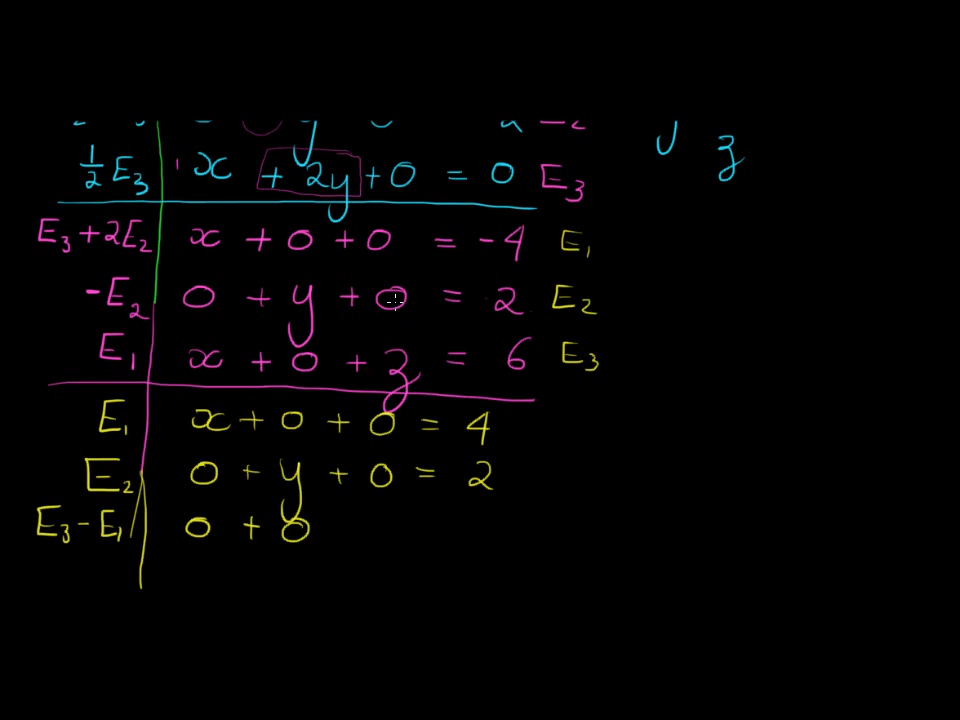 ½E₃ x + 2y + 0 = 0 E₃ z
E₃ + 2E₂ x + 0 + 0 = -4 E₁
-E₂ 0 + y + 0 = 2 E₂
E₁ x + 0 + z = 6 E₃
E₁ x + 0 + 0 = 4
E₂ 0 + y + 0 = 2
E₃ - E₁ 0 + 0